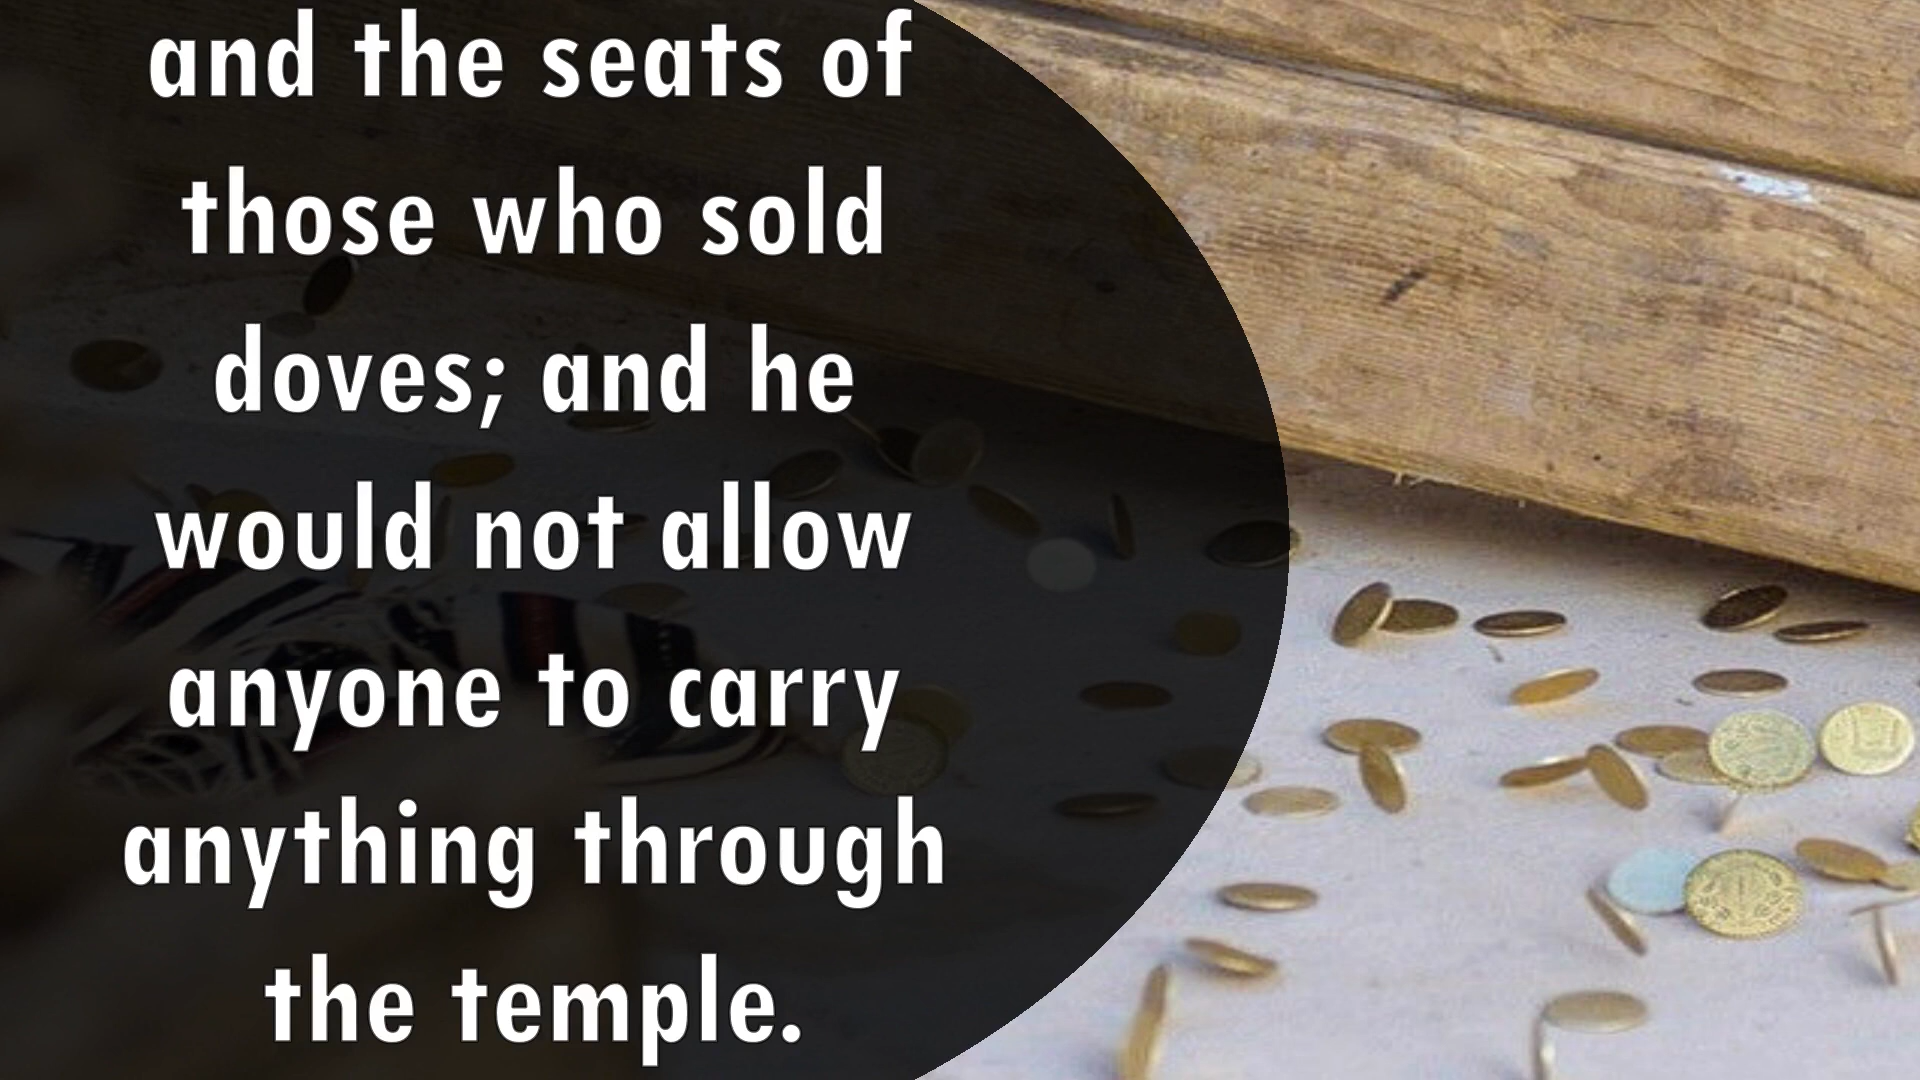 and the seats of
those who sold
doves; and he
would not allow
anyone to carry
anything through
the temple.